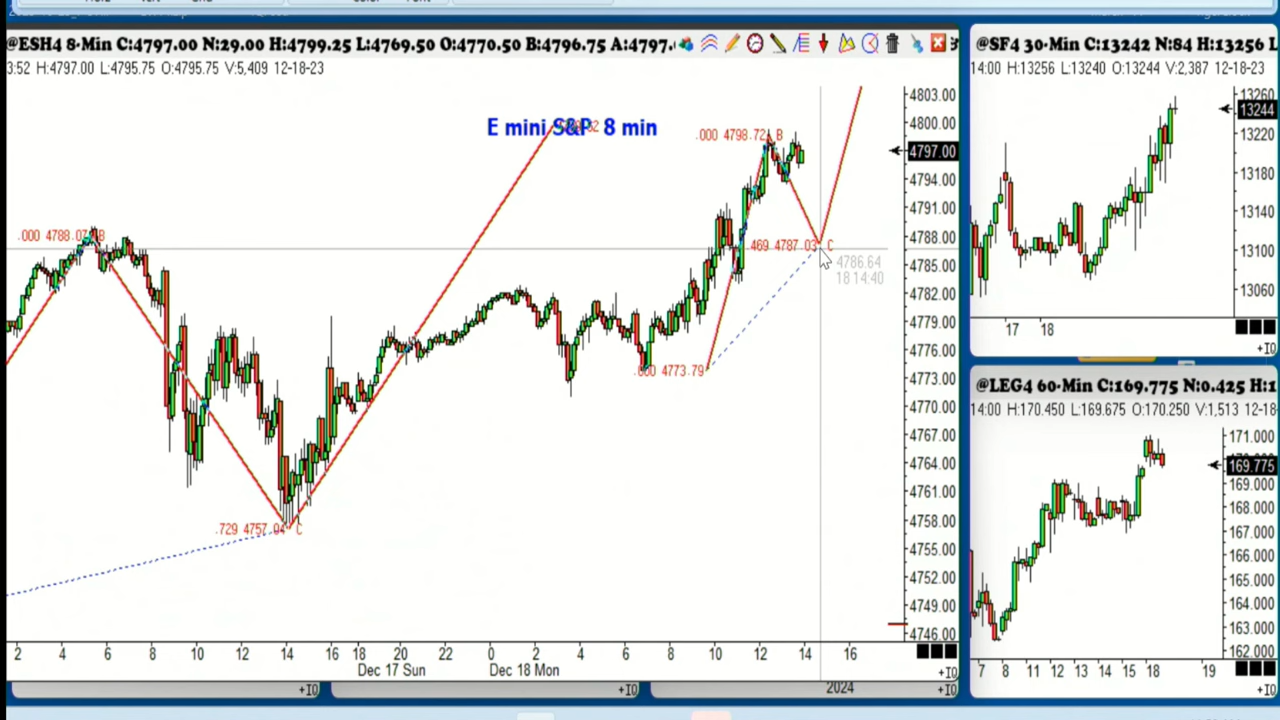 @ESH4 8-Min C:4797.00 N:29.00 H:4799.25 L:4769.50 O:4770.50 B:4796.75 A:4797.
3:52 H:4797.00 L:4795.75 O:4795.75 V:5,409 12-18-23
E mini S&P 8 min
.000 4798.72 B
.000 4788.07 B
.469 4787.03 C
4786.64
18 14:40
.000 4773.79
.729 4757.04 C
4803.00
4800.00
4797.00
4794.00
4791.00
4788.00
4785.00
4782.00
4779.00
4776.00
4773.00
4770.00
4767.00
4764.00
4761.00
4758.00
4755.00
4752.00
4749.00
4746.00
2 4 6 8 10 12 14 16 18 20 0 2 4 6 8 10 12 14 16
Dec 17 Sun Dec 18 Mon
+IO
+IO +IO 2024 +IO
@SF4 30-Min C:13242 N:84 H:13256 L
14:00 H:13256 L:13240 O:13244 V:2,387 12-18-23
13260
13244
13220
13180
13140
13100
13060
17 18
+IO
@LEG4 60-Min C:169.775 N:0.425 H:1
14:00 H:170.450 L:169.675 O:170.250 V:1,513 12-18
171.000
169.775
169.000
168.000
167.000
166.000
165.000
164.000
163.000
162.000
7 8 11 12 13 14 15 18 19
+IO